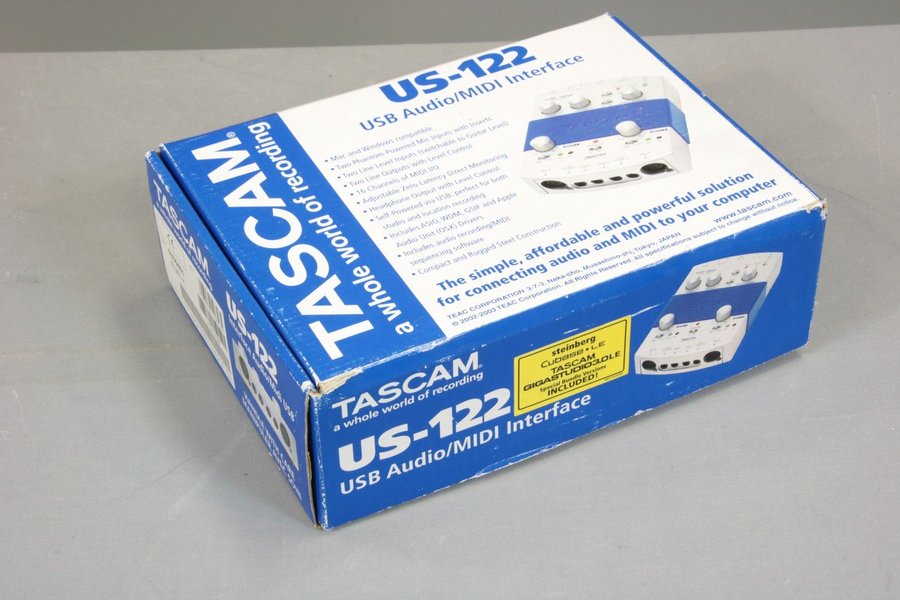 US-122
USB Audio/MIDI Interface
TASCAM®
a whole world of recording
• Mac and Windows compatible
• Two Phantom Powered Mic Inputs with Inserts
• Two Line Level Inputs (switchable to Guitar Level)
• Two Line Outputs with Level Control
• 16 Channels of MIDI I/O
• Adjustable Zero-Latency Direct Monitoring
• Headphone Output with Level Control
• Self-Powered via USB: perfect for both
studio and location recording
• Includes ASIO, WDM, GSIF and Apple
Audio Unit (OSX) Drivers
• Includes audio recording/MIDI
sequencing software
• Compact and Rugged Steel Construction
The simple, affordable and powerful solution
for connecting audio and MIDI to your computer
www.tascam.com
TEAC CORPORATION 3-7-3, Naka-cho, Musashino-shi, Tokyo, JAPAN
© 2002-2003 TEAC Corporation. All Rights Reserved. All specifications subject to change without notice.
TASCAM®
a whole world of recording
US-122
USB Audio/MIDI Interface
steinberg
Cubase·LE
TASCAM
GIGASTUDIO3.0LE
Special Bundle Versions
INCLUDED!
TASCAM
US-122